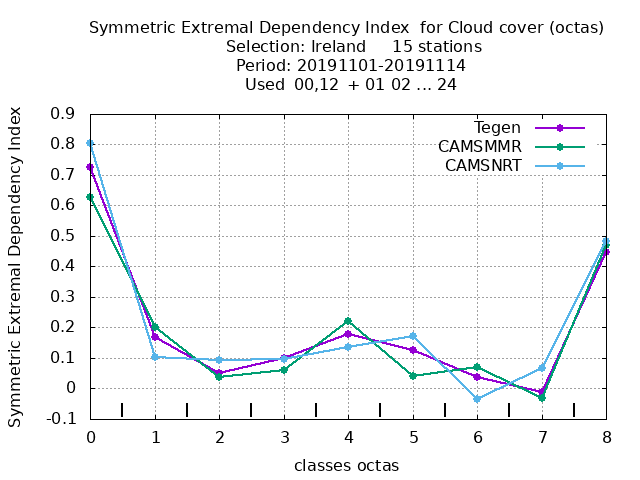 Symmetric Extremal Dependency Index  for Cloud cover (octas)
Selection: Ireland     15 stations
Period: 20191101-20191114
Used  00,12  + 01 02 ... 24
Symmetric Extremal Dependency Index
0.9
0.8
0.7
0.6
0.5
0.4
0.3
0.2
0.1
0
-0.1
Tegen
CAMSMMR
CAMSNRT
0 1 2 3 4 5 6 7 8
classes octas